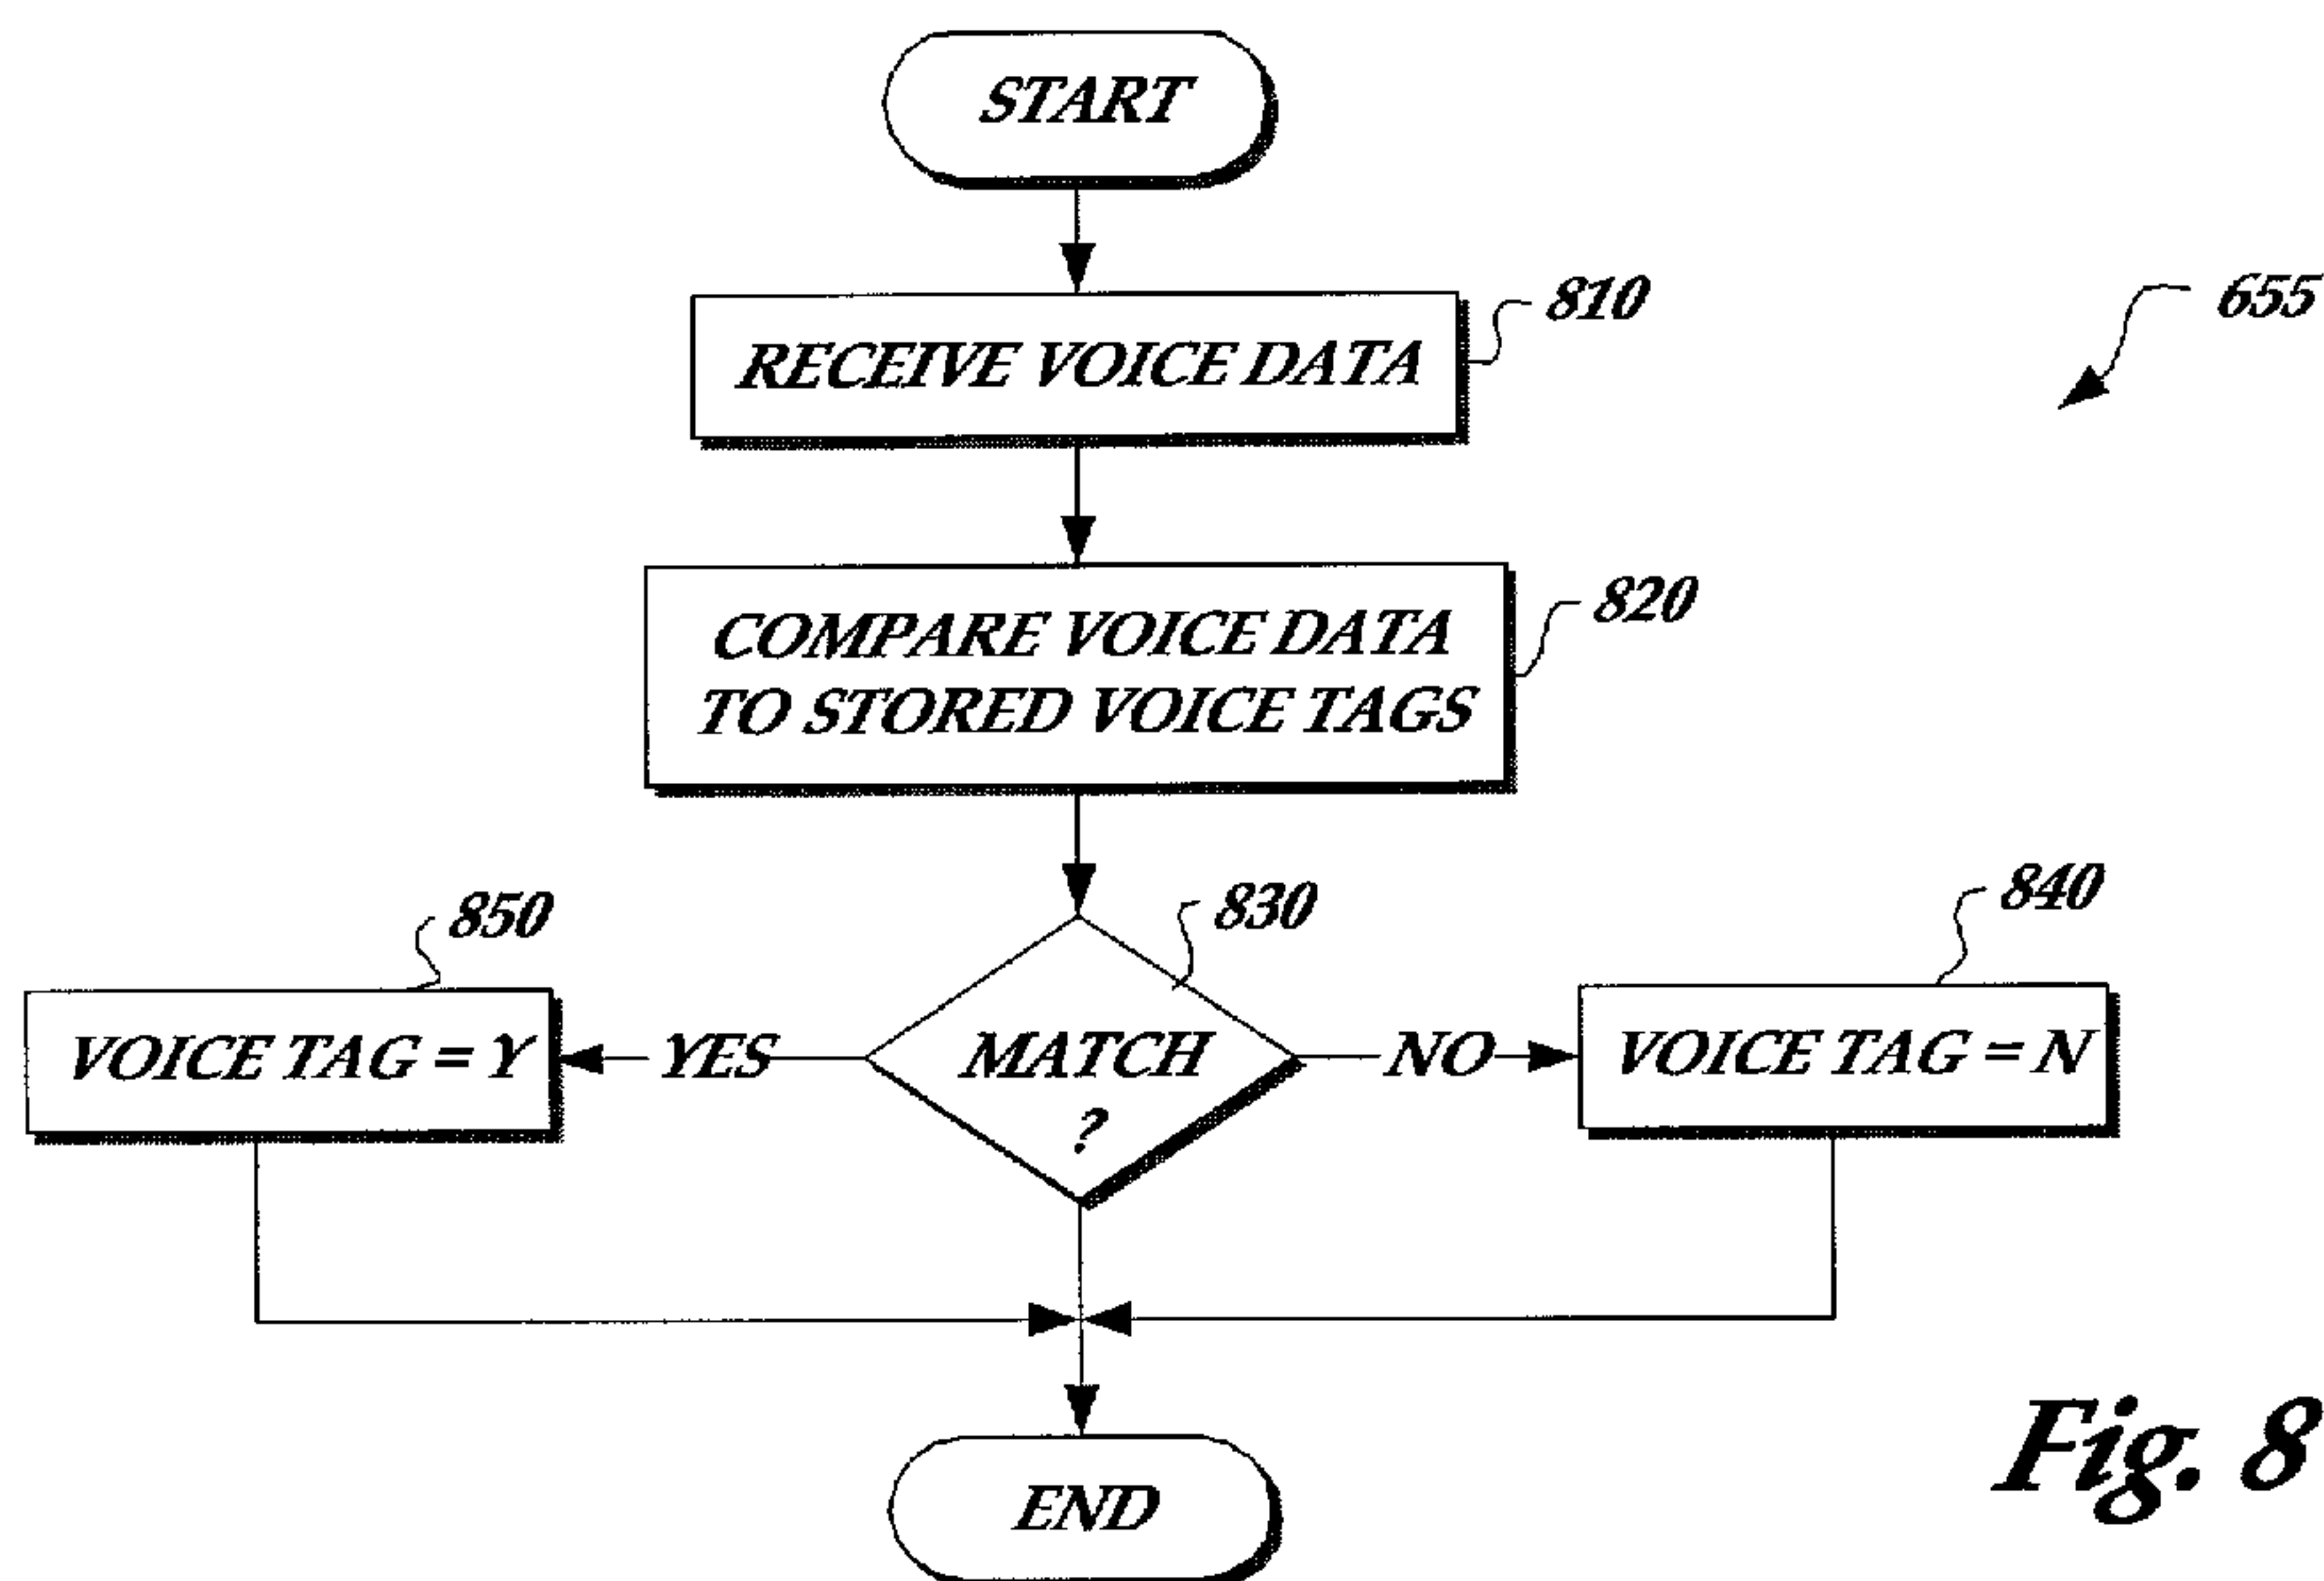 START
RECEIVE VOICE DATA
810
655
COMPARE VOICE DATA
TO STORED VOICE TAGS
820
850
830
840
VOICE TAG = Y
YES
MATCH
?
NO
VOICE TAG = N
END
Fig. 8